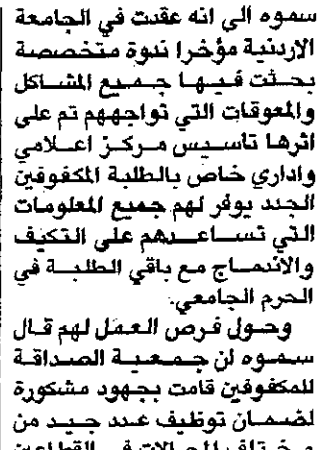 سموه الى انه عقدت في الجامعة
الاردنية مؤخرا ندوة متخصصة
بحثت فيها جميع المشاكل
والمعوقات التي تواجههم تم على
اثرها تاسيس مركز اعلامي
واداري خاص بالطلبة المكفوفين
الجدد يوفر لهم جميع المعلومات
التي تساعدهم على التكيف
والاندماج مع باقي الطلبة في
الحرم الجامعي.
وحول فرص العمل لهم قال
سموه ان جمعية الصداقة
للمكفوفين قامت بجهود مشكورة
لضمان توظيف عدد جيد من